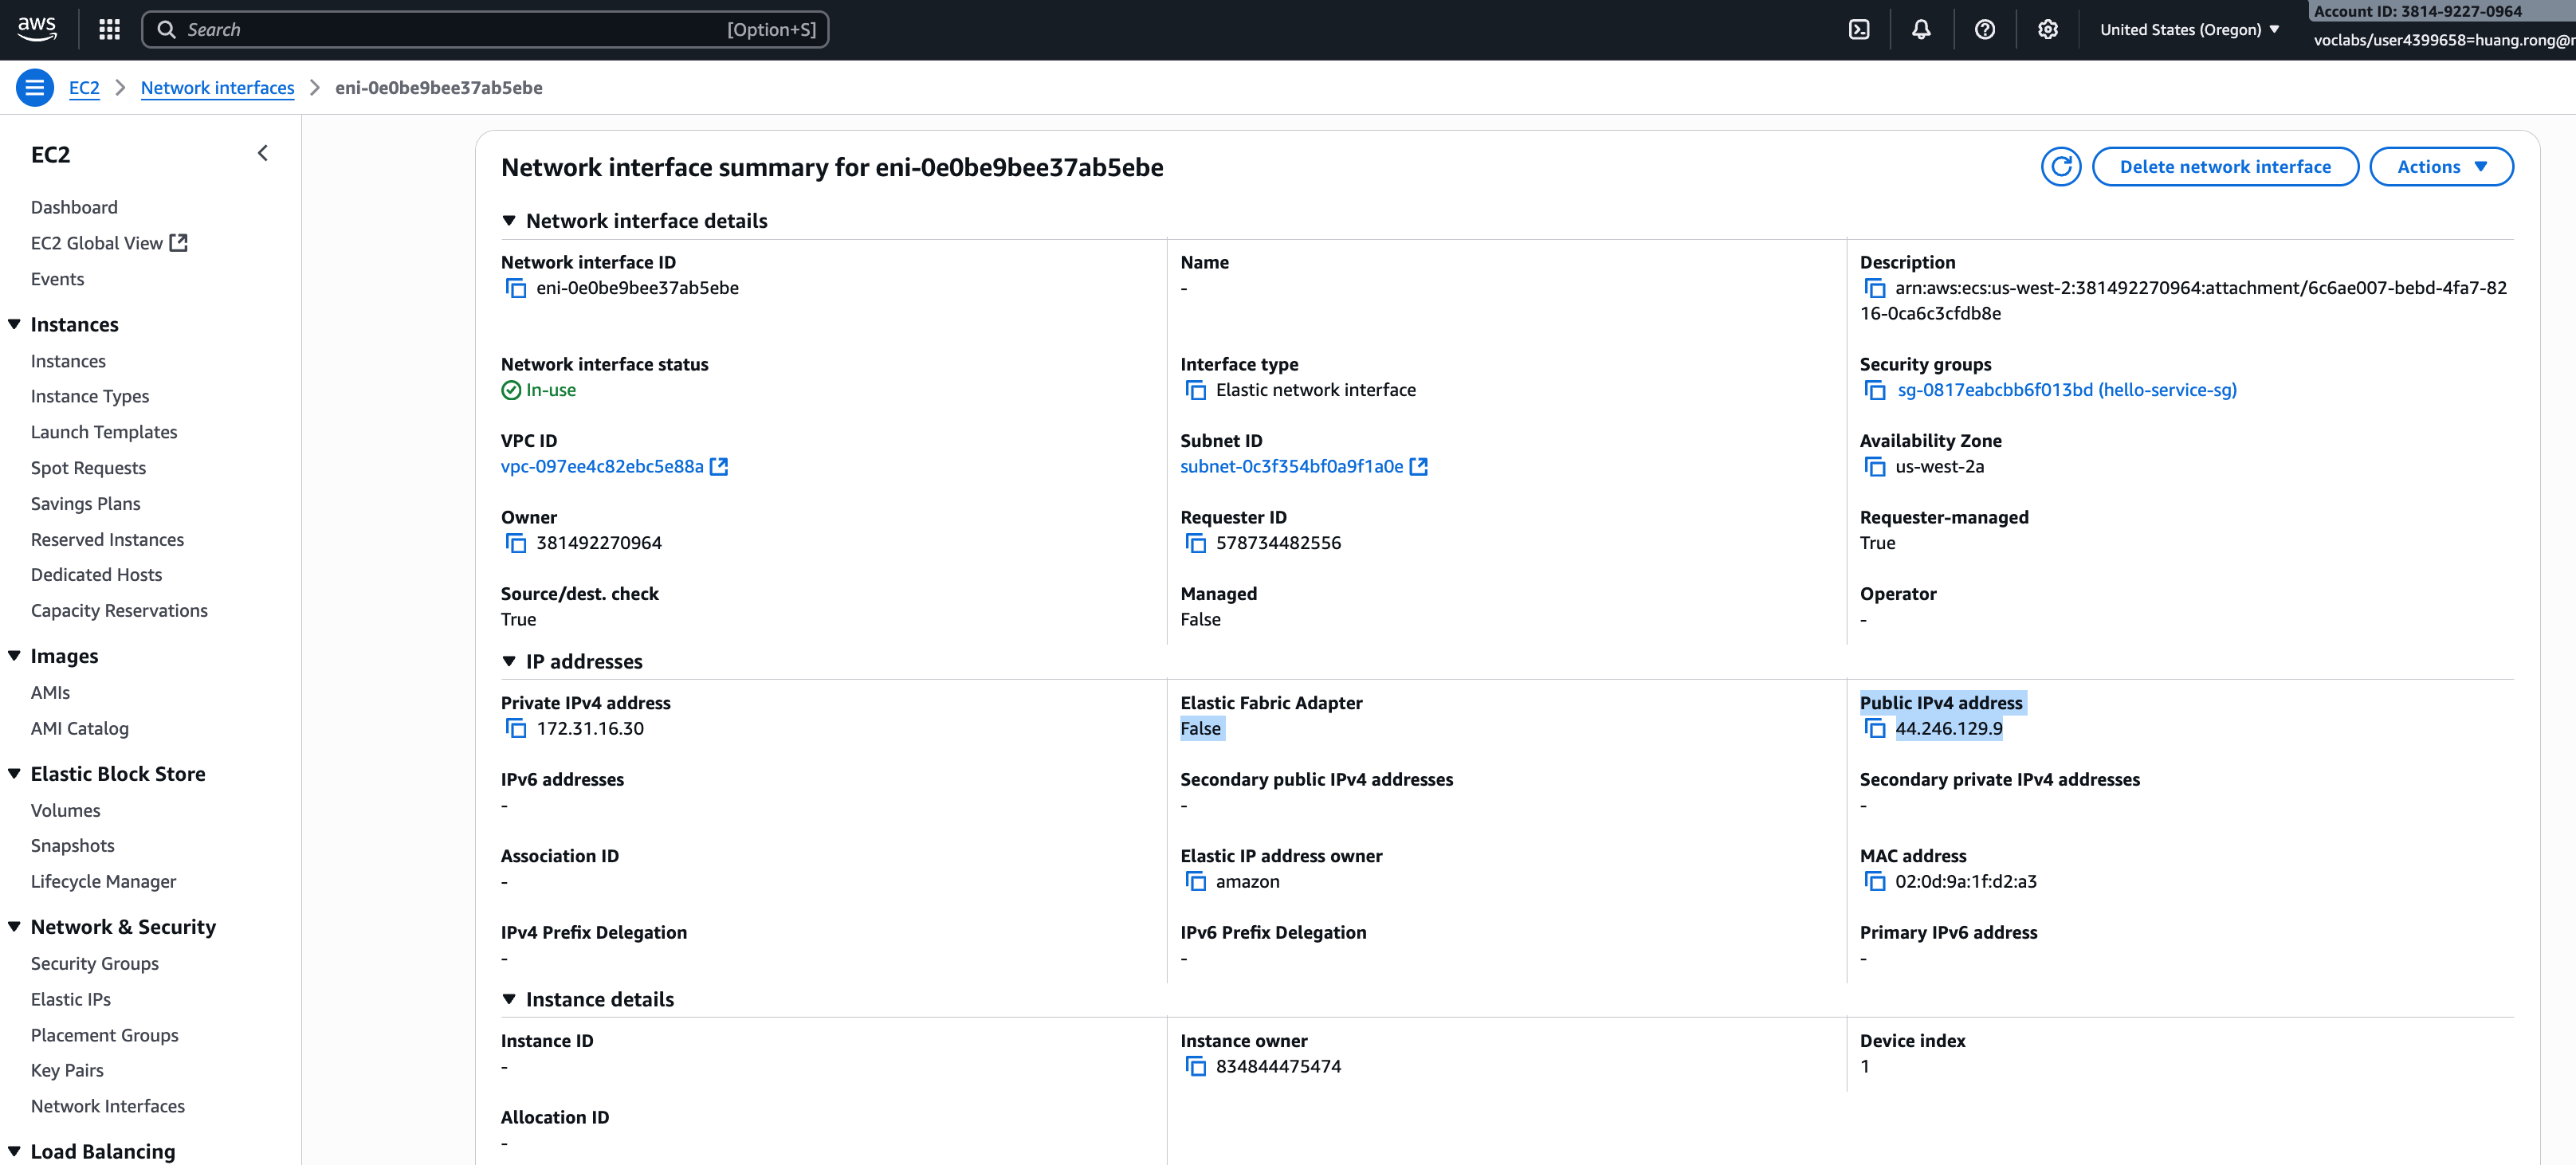 aws
Search
[Option+S]
United States (Oregon)
Account ID: 3814-9227-0964
voclabs/user4399658=huang.rong@
EC2
Network interfaces
eni-0e0be9bee37ab5ebe
EC2
Dashboard
EC2 Global View
Events
Instances
Instances
Instance Types
Launch Templates
Spot Requests
Savings Plans
Reserved Instances
Dedicated Hosts
Capacity Reservations
Images
AMIs
AMI Catalog
Elastic Block Store
Volumes
Snapshots
Lifecycle Manager
Network & Security
Security Groups
Elastic IPs
Placement Groups
Key Pairs
Network Interfaces
Load Balancing
Network interface summary for eni-0e0be9bee37ab5ebe
Delete network interface
Actions
Network interface details
Network interface ID
eni-0e0be9bee37ab5ebe
Name
-
Description
arn:aws:ecs:us-west-2:381492270964:attachment/6c6ae007-bebd-4fa7-82
16-0ca6c3cfdb8e
Network interface status
In-use
Interface type
Elastic network interface
Security groups
sg-0817eabcbb6f013bd (hello-service-sg)
VPC ID
vpc-097ee4c82ebc5e88a
Subnet ID
subnet-0c3f354bf0a9f1a0e
Availability Zone
us-west-2a
Owner
381492270964
Requester ID
578734482556
Requester-managed
True
Source/dest. check
True
Managed
False
Operator
-
IP addresses
Private IPv4 address
172.31.16.30
Elastic Fabric Adapter
False
Public IPv4 address
44.246.129.9
IPv6 addresses
-
Secondary public IPv4 addresses
-
Secondary private IPv4 addresses
-
Association ID
-
Elastic IP address owner
amazon
MAC address
02:0d:9a:1f:d2:a3
IPv4 Prefix Delegation
-
IPv6 Prefix Delegation
-
Primary IPv6 address
-
Instance details
Instance ID
-
Instance owner
834844475474
Device index
1
Allocation ID
-